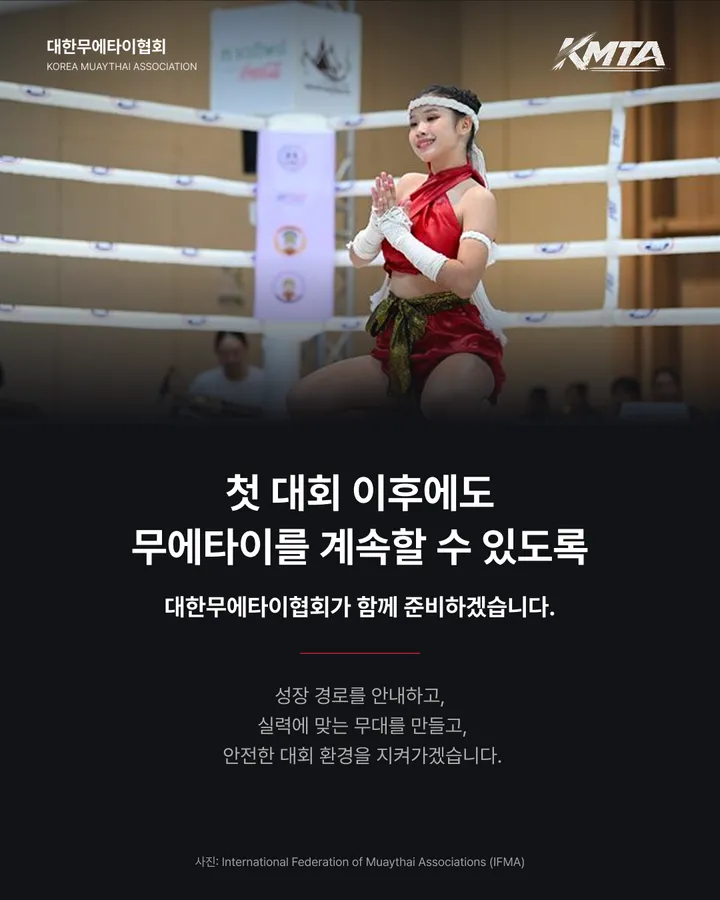 대한무에타이협회
KOREA MUAYTHAI ASSOCIATION
KMTA
첫 대회 이후에도
무에타이를 계속할 수 있도록
대한무에타이협회가 함께 준비하겠습니다.
성장 경로를 안내하고,
실력에 맞는 무대를 만들고,
안전한 대회 환경을 지켜가겠습니다.
사진: International Federation of Muaythai Associations (IFMA)